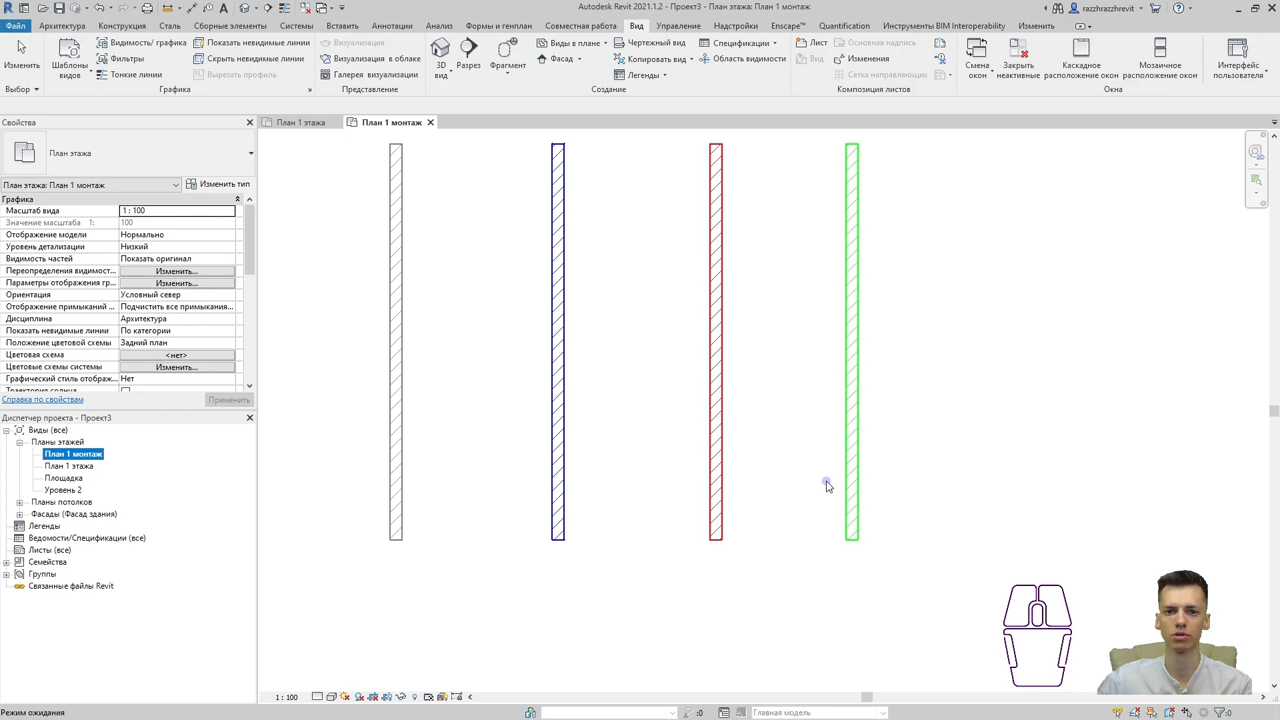 Autodesk Revit 2021.1.2 - Проект3 - План этажа: План 1 монтаж
razzhrazzhrevit
Файл Архитектура Конструкция Сталь Сборные элементы Системы Вставить Аннотации Анализ Формы и генплан Совместная работа Вид Управление Надстройки Enscape™ Quantification Инструменты BIM Interoperability Изменить
Изменить
Выбор
Шаблоны видов
Видимость/ графика
Фильтры
Тонкие линии
Показать невидимые линии
Скрыть невидимые линии
Вырезать профиль
Графика
Визуализация
Визуализация в облаке
Галерея визуализации
Представление
3D вид
Разрез
Фрагмент
Виды в плане
Фасад
Чертежный вид
Копировать вид
Легенды
Спецификации
Область видимости
Создание
Лист
Вид
Основная надпись
Изменения
Сетка направляющих
Композиция листов
Смена окон
Закрыть неактивные
Каскадное расположение окон
Мозаичное расположение окон
Окна
Интерфейс пользователя
Свойства
План 1 этажа
План 1 монтаж
План этажа
План этажа: План 1 монтаж
Изменить тип
Графика
Масштаб вида 1 : 100
Значение масштаба 1: 100
Отображение модели Нормально
Уровень детализации Низкий
Видимость частей Показать оригинал
Переопределения видимост... Изменить...
Параметры отображения гр... Изменить...
Ориентация Условный север
Отображение примыканий ... Подчистить все примыкания...
Дисциплина Архитектура
Показать невидимые линии По категории
Положение цветовой схемы Задний план
Цветовая схема <нет>
Цветовые схемы системы Изменить...
Графический стиль отображ... Нет
Траектория солнца
Справка по свойствам
Применить
Диспетчер проекта - Проект3
Виды (все)
Планы этажей
План 1 монтаж
План 1 этажа
Площадка
Уровень 2
Планы потолков
Фасады (Фасад здания)
Легенды
Ведомости/Спецификации (все)
Листы (все)
Семейства
Группы
Связанные файлы Revit
1 : 100
Режим ожидания
:0
Главная модель
:0